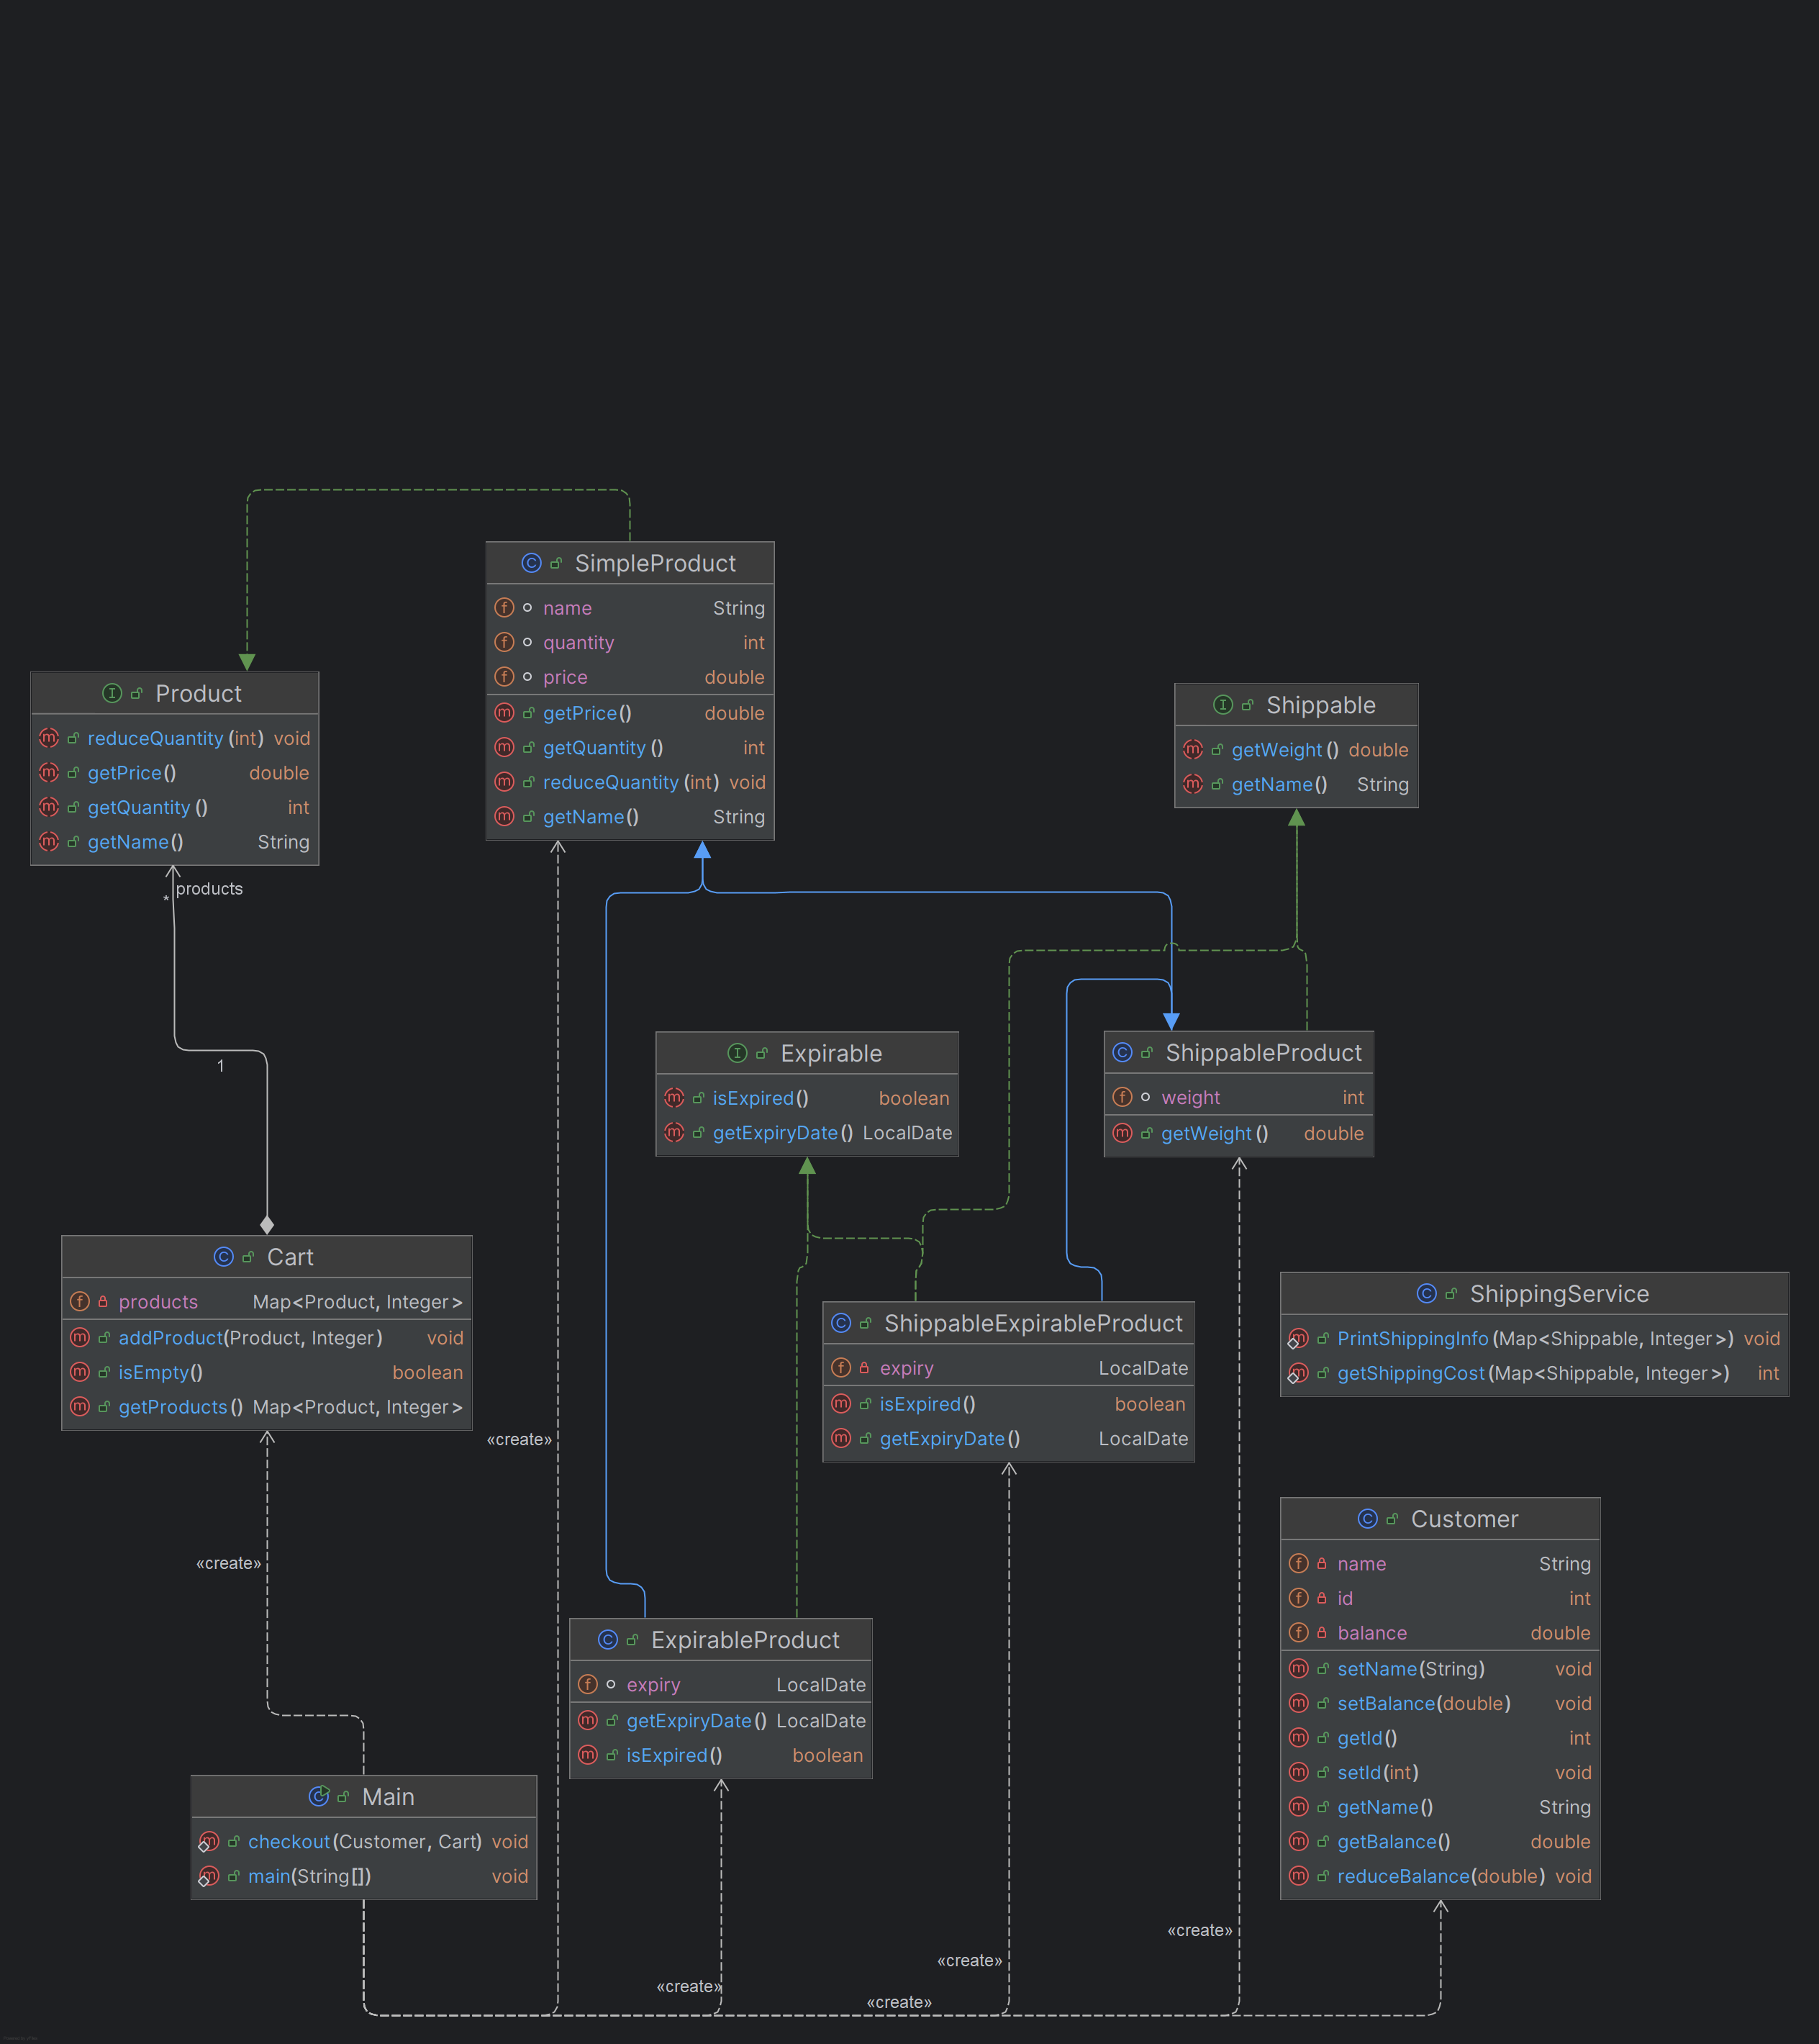 SimpleProduct
name String
quantity int
price double
getPrice() double
getQuantity() int
reduceQuantity(int) void
getName() String
Product
reduceQuantity(int) void
getPrice() double
getQuantity() int
getName() String
products
*
1
Shippable
getWeight() double
getName() String
Expirable
isExpired() boolean
getExpiryDate() LocalDate
ShippableProduct
weight int
getWeight() double
Cart
products Map<Product, Integer>
addProduct(Product, Integer) void
isEmpty() boolean
getProducts() Map<Product, Integer>
ShippableExpirableProduct
expiry LocalDate
isExpired() boolean
getExpiryDate() LocalDate
ShippingService
PrintShippingInfo(Map<Shippable, Integer>) void
getShippingCost(Map<Shippable, Integer>) int
«create»
«create»
Customer
name String
id int
balance double
setName(String) void
setBalance(double) void
getId() int
setId(int) void
getName() String
getBalance() double
reduceBalance(double) void
ExpirableProduct
expiry LocalDate
getExpiryDate() LocalDate
isExpired() boolean
Main
checkout(Customer, Cart) void
main(String[]) void
«create»
«create»
«create»
«create»